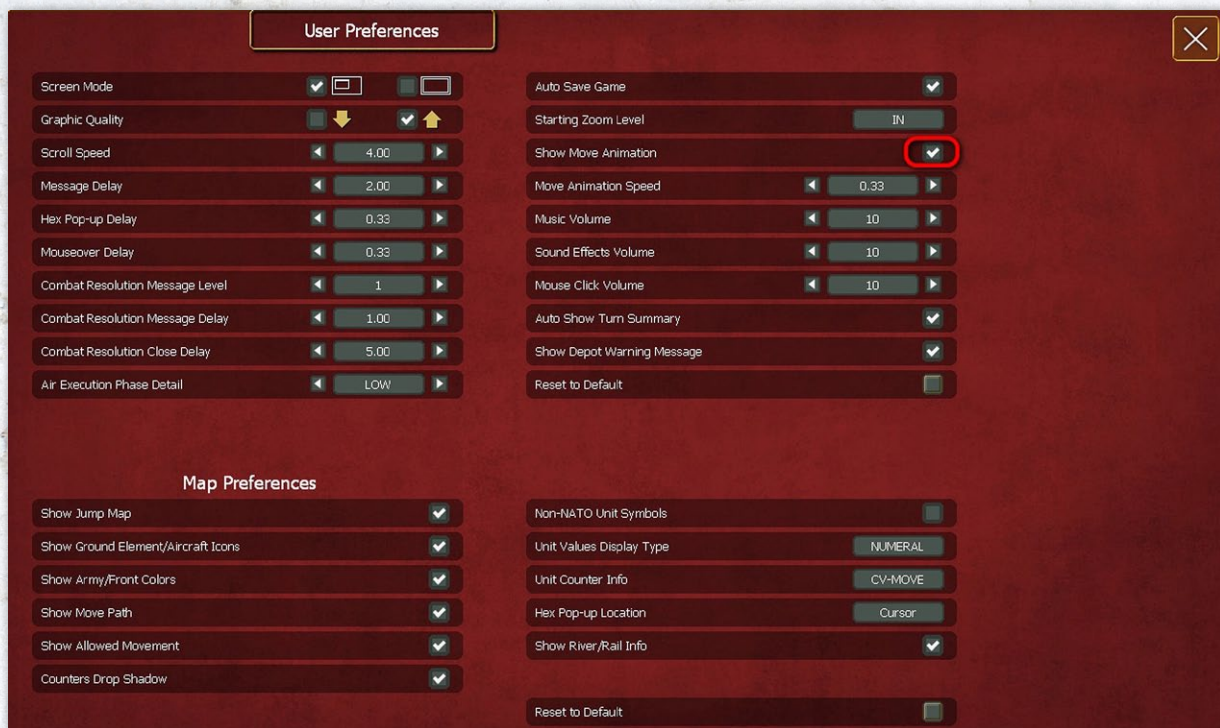 User Preferences
Screen Mode
Graphic Quality
Scroll Speed 4.00
Message Delay 2.00
Hex Pop-up Delay 0.33
Mouseover Delay 0.33
Combat Resolution Message Level 1
Combat Resolution Message Delay 1.00
Combat Resolution Close Delay 5.00
Air Execution Phase Detail LOW
Auto Save Game
Starting Zoom Level IN
Show Move Animation
Move Animation Speed 0.33
Music Volume 10
Sound Effects Volume 10
Mouse Click Volume 10
Auto Show Turn Summary
Show Depot Warning Message
Reset to Default
Map Preferences
Show Jump Map
Show Ground Element/Aircraft Icons
Show Army/Front Colors
Show Move Path
Show Allowed Movement
Counters Drop Shadow
Non-NATO Unit Symbols
Unit Values Display Type NUMERAL
Unit Counter Info CV-MOVE
Hex Pop-up Location Cursor
Show River/Rail Info
Reset to Default